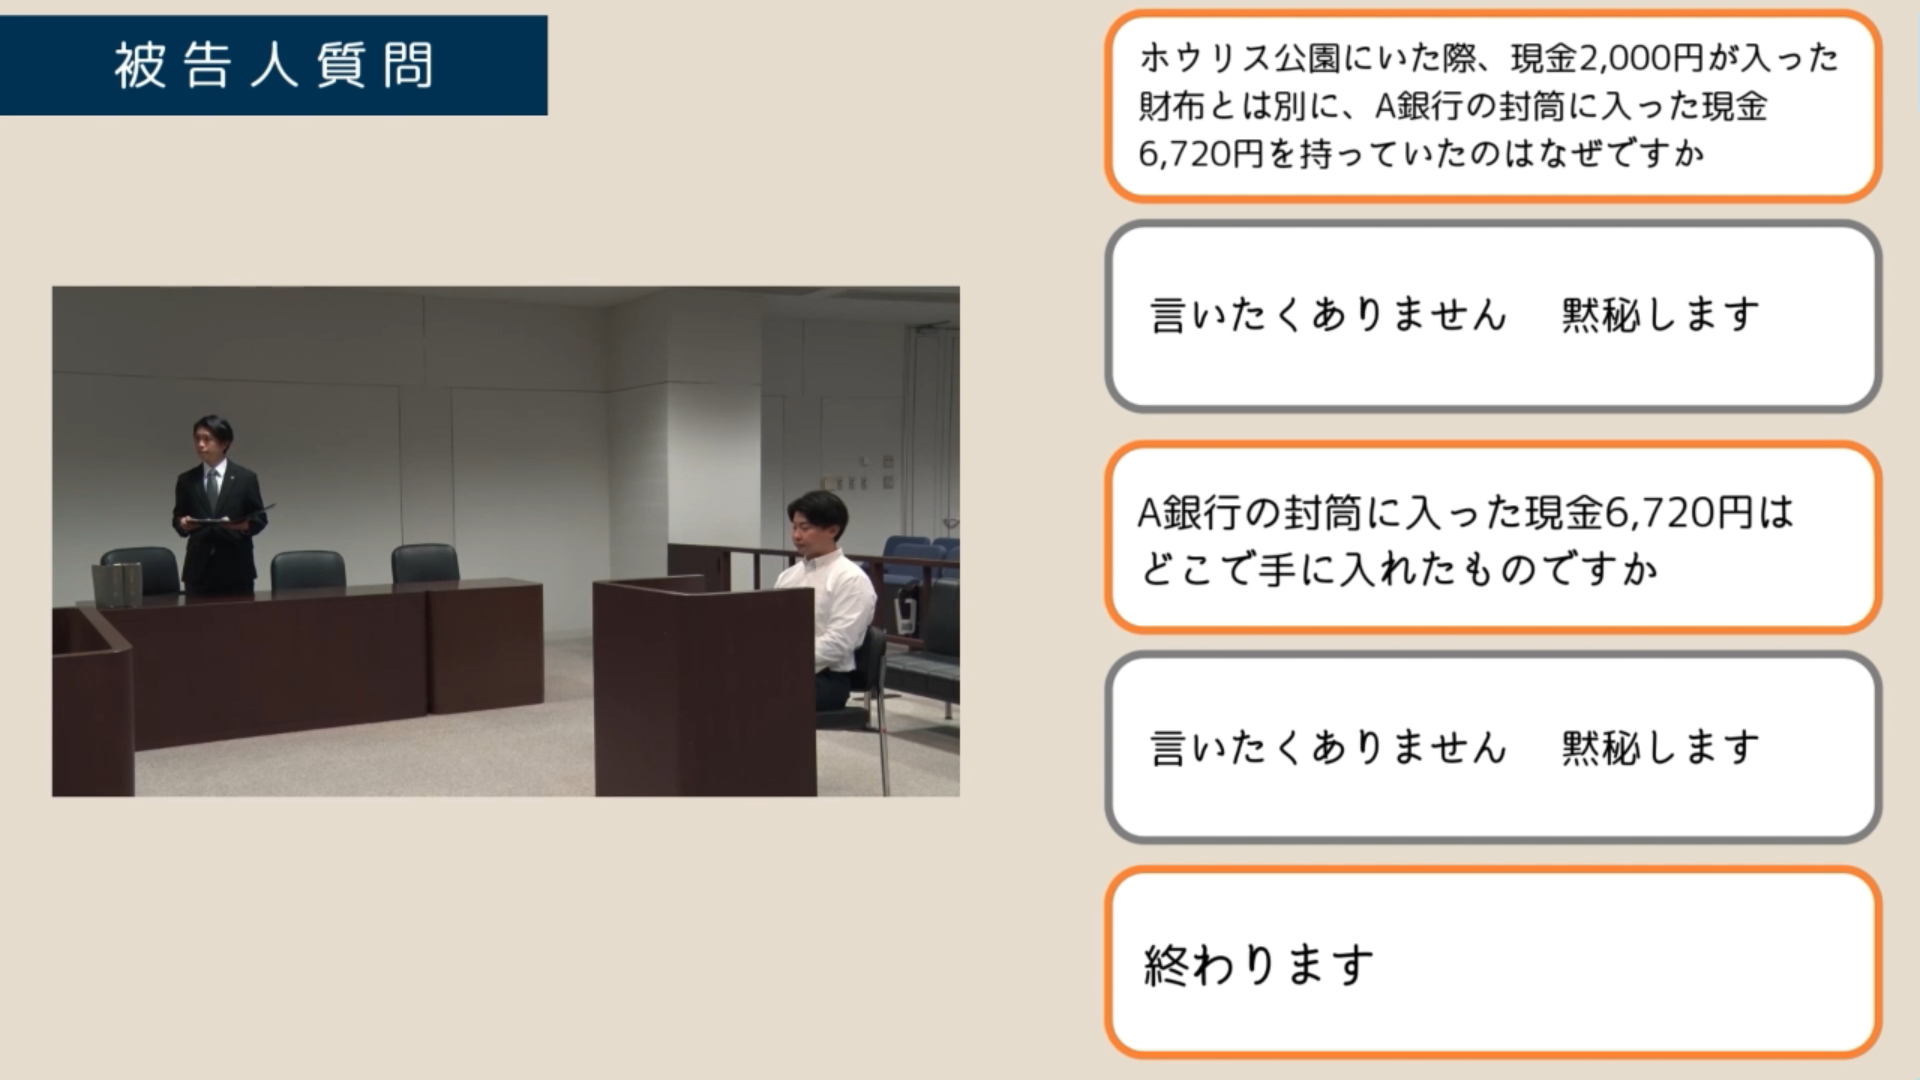 被告人質問
ホウリス公園にいた際、現金2,000円が入った
財布とは別に、A銀行の封筒に入った現金
6,720円を持っていたのはなぜですか
言いたくありません　黙秘します
A銀行の封筒に入った現金6,720円は
どこで手に入れたものですか
言いたくありません　黙秘します
終わります